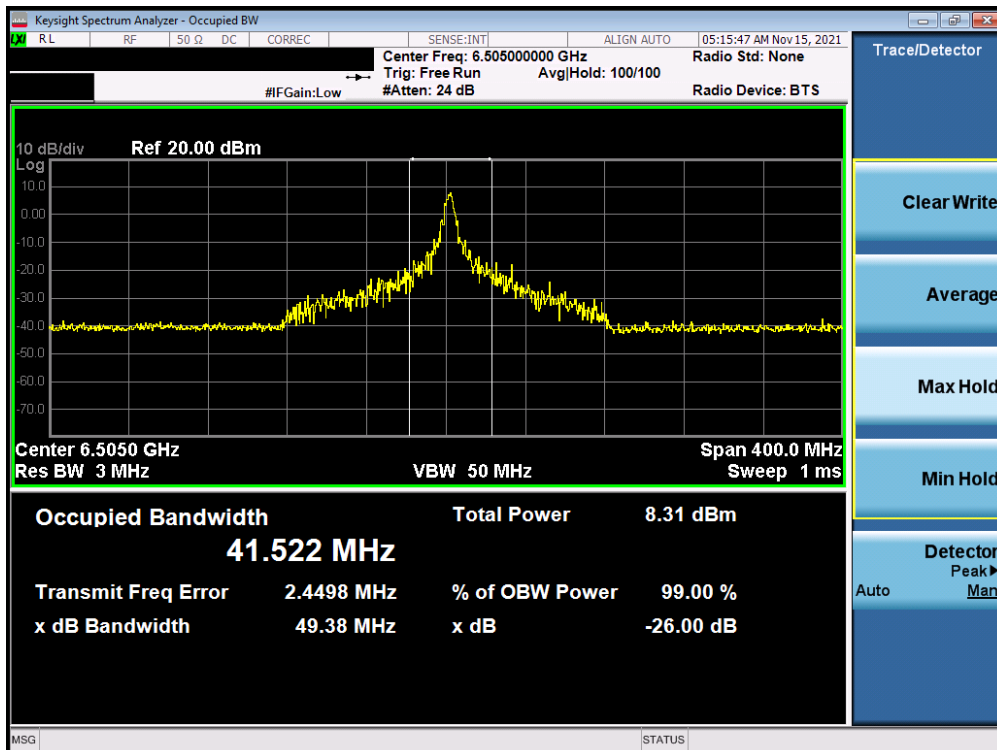 Keysight Spectrum Analyzer - Occupied BW
LXI RL RF 50 Ω DC CORREC SENSE:INT ALIGN AUTO 05:15:47 AM Nov 15, 2021
Center Freq: 6.505000000 GHz Radio Std: None
Trig: Free Run Avg|Hold: 100/100
#IFGain:Low #Atten: 24 dB Radio Device: BTS
Trace/Detector
10 dB/div Ref 20.00 dBm
Log
10.0
0.00
-10.0
-20.0
-30.0
-40.0
-50.0
-60.0
-70.0
Center 6.5050 GHz Span 400.0 MHz
Res BW 3 MHz VBW 50 MHz Sweep 1 ms
Occupied Bandwidth Total Power 8.31 dBm
41.522 MHz
Transmit Freq Error 2.4498 MHz % of OBW Power 99.00 %
x dB Bandwidth 49.38 MHz x dB -26.00 dB
Clear Write
Average
Max Hold
Min Hold
Detector
Peak▶
Auto Man
MSG STATUS